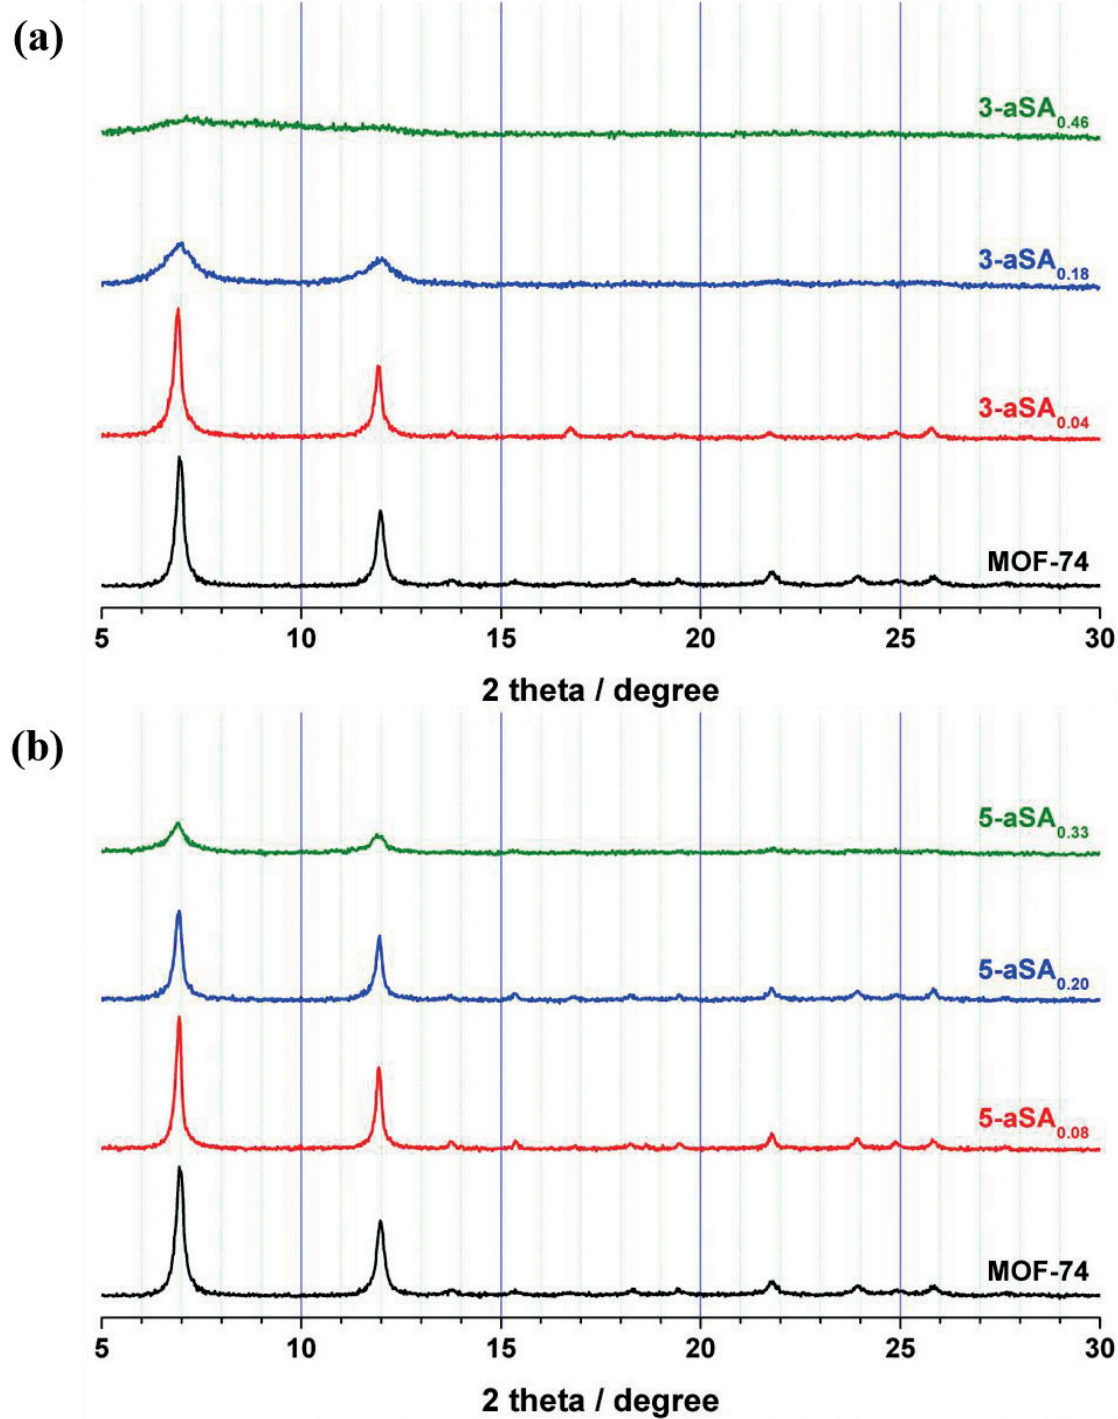 (a)
3-aSA0.46
3-aSA0.18
3-aSA0.04
MOF-74
5 10 15 20 25 30
2 theta / degree
(b)
5-aSA0.33
5-aSA0.20
5-aSA0.08
MOF-74
5 10 15 20 25 30
2 theta / degree